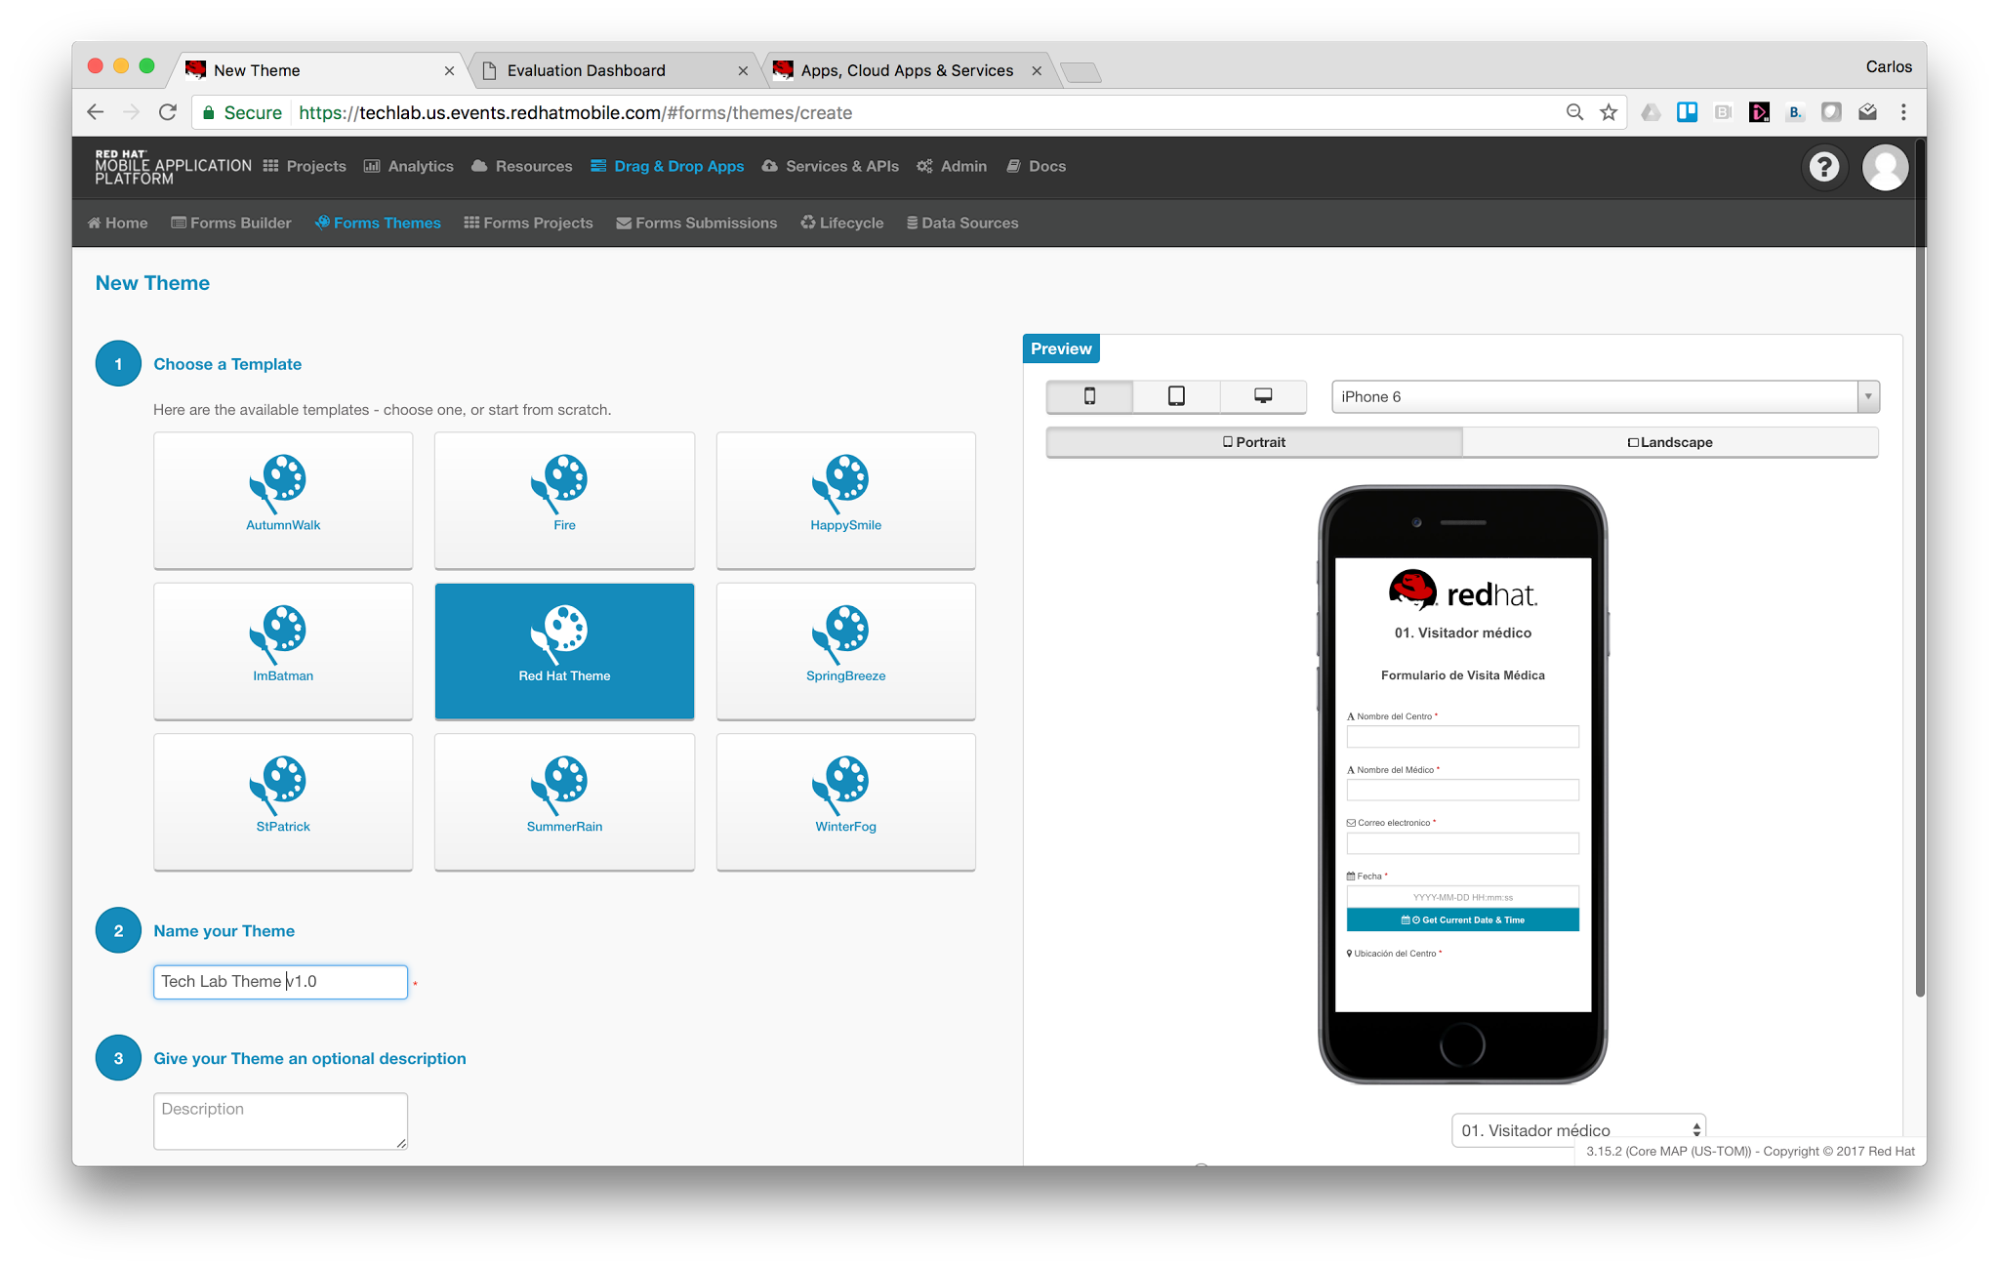 New Theme
Evaluation Dashboard
Apps, Cloud Apps & Services
Carlos
Secure https://techlab.us.events.redhatmobile.com/#forms/themes/create
RED HAT
MOBILE APPLICATION
PLATFORM
Projects Analytics Resources Drag & Drop Apps Services & APIs Admin Docs
Home Forms Builder Forms Themes Forms Projects Forms Submissions Lifecycle Data Sources
New Theme
1 Choose a Template
Here are the available templates - choose one, or start from scratch.
AutumnWalk Fire HappySmile
ImBatman Red Hat Theme SpringBreeze
StPatrick SummerRain WinterFog
2 Name your Theme
Tech Lab Theme v1.0 *
3 Give your Theme an optional description
Description
Preview
iPhone 6
Portrait Landscape
redhat.
01. Visitador médico
Formulario de Visita Médica
Nombre del Centro *
Nombre del Médico *
Correo electronico *
Fecha *
YYYY-MM-DD HH:mm:ss
Get Current Date & Time
Ubicación del Centro *
01. Visitador médico
3.15.2 (Core MAP (US-TOM)) - Copyright © 2017 Red Hat